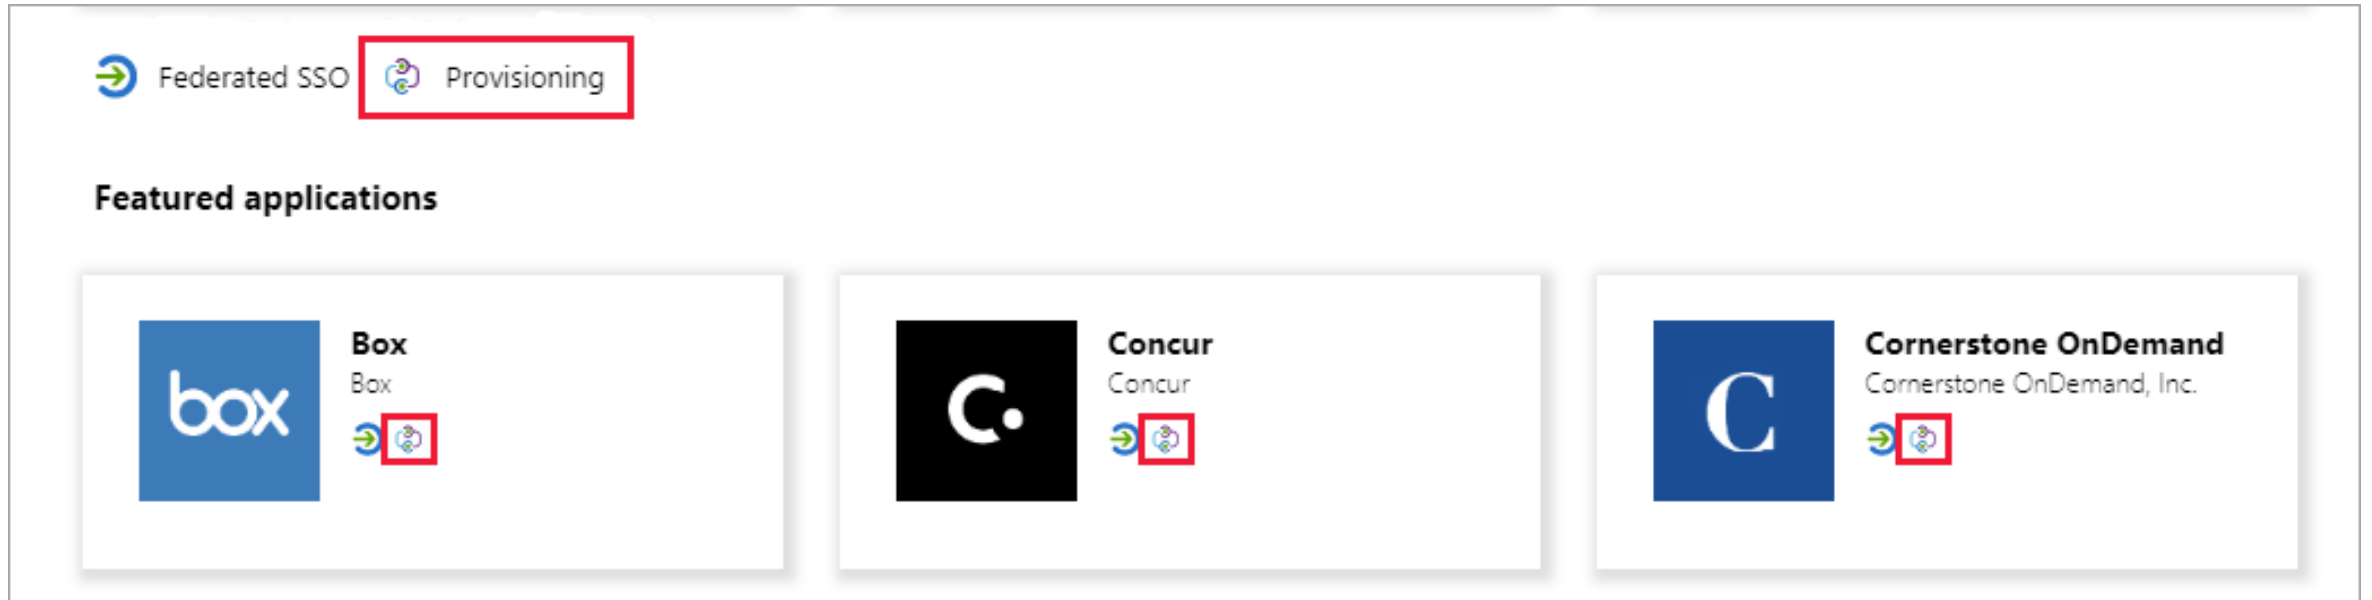 Federated SSO Provisioning
Featured applications
box
Box
Box
C.
Concur
Concur
C
Cornerstone OnDemand
Cornerstone OnDemand, Inc.